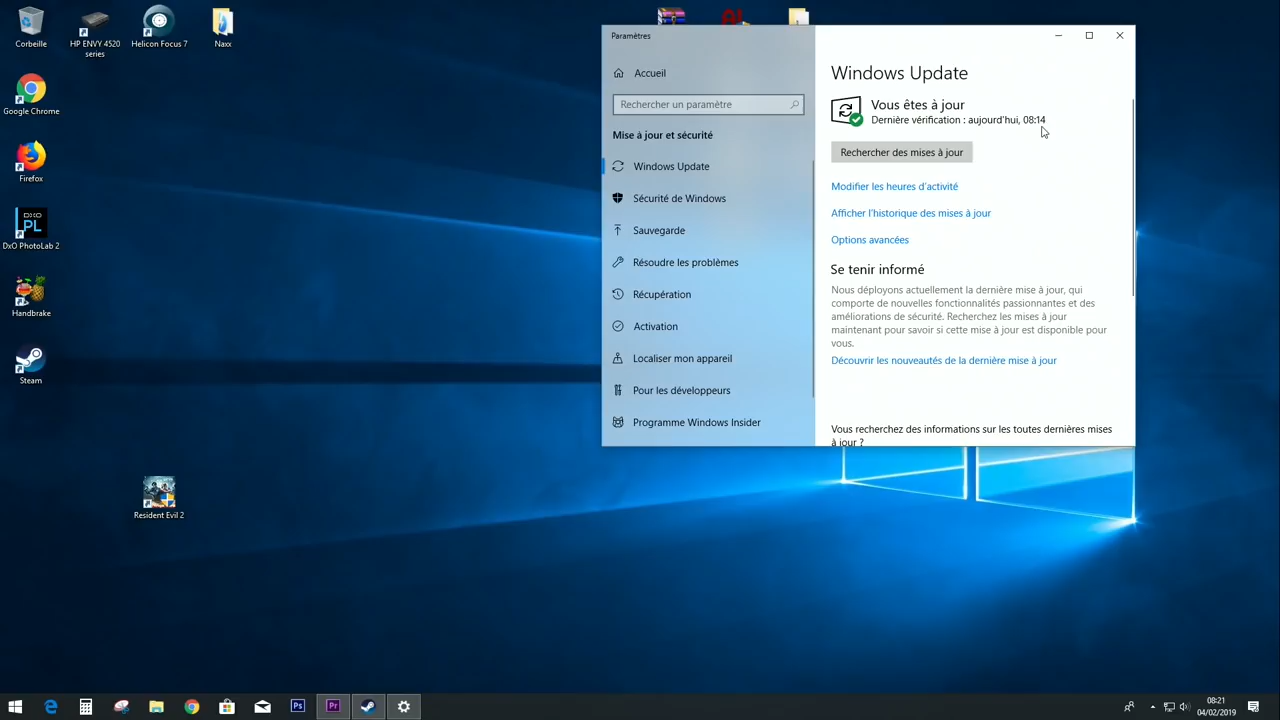 Corbeille
HP ENVY 4520
series
Helicon Focus 7
Naxx
Google Chrome
Firefox
DXO
PL
DxO PhotoLab 2
Handbrake
Steam
Resident Evil 2
Paramètres
Accueil
Rechercher un paramètre
Mise à jour et sécurité
Windows Update
Sécurité de Windows
Sauvegarde
Résoudre les problèmes
Récupération
Activation
Localiser mon appareil
Pour les développeurs
Programme Windows Insider
Windows Update
Vous êtes à jour
Dernière vérification : aujourd'hui, 08:14
Rechercher des mises à jour
Modifier les heures d'activité
Afficher l'historique des mises à jour
Options avancées
Se tenir informé
Nous déployons actuellement la dernière mise à jour, qui
comporte de nouvelles fonctionnalités passionnantes et des
améliorations de sécurité. Recherchez les mises à jour
maintenant pour savoir si cette mise à jour est disponible pour
vous.
Découvrir les nouveautés de la dernière mise à jour
Vous recherchez des informations sur les toutes dernières mises
à jour ?
Ps
Pr
08:21
04/02/2019